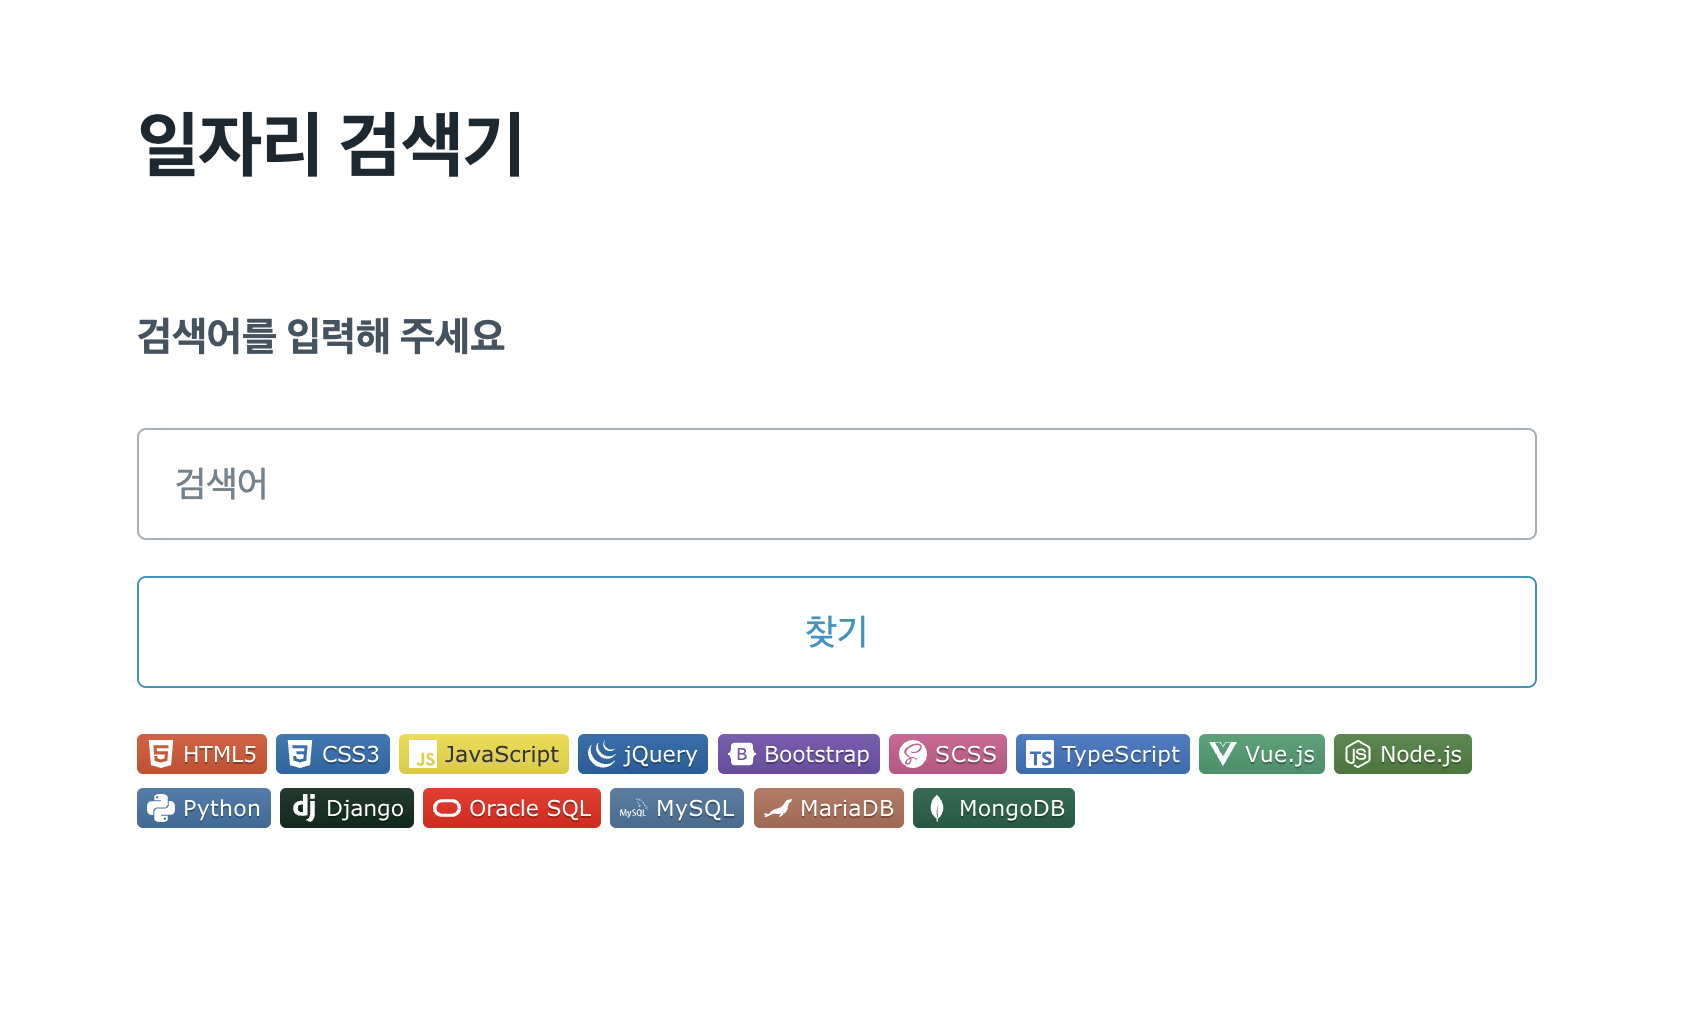 일자리 검색기
검색어를 입력해 주세요
검색어
찾기
HTML5 CSS3 JS JavaScript jQuery B Bootstrap SCSS TS TypeScript Vue.js JS Node.js
Python dj Django Oracle SQL MySQL MySQL MariaDB MongoDB